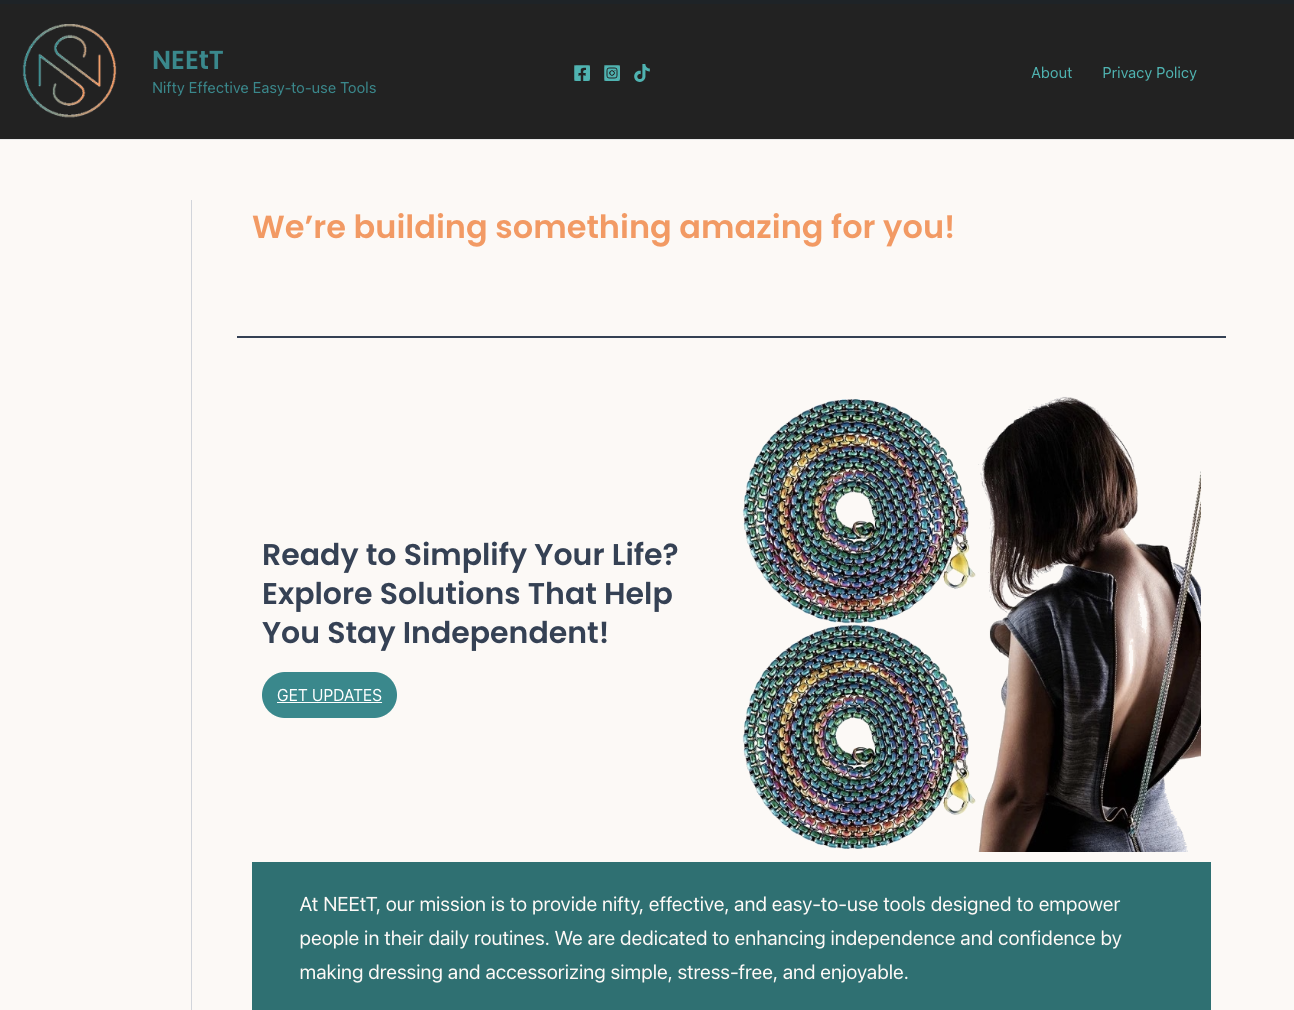 NEEtT
Nifty Effective Easy-to-use Tools
About
Privacy Policy
We’re building something amazing for you!
Ready to Simplify Your Life?
Explore Solutions That Help
You Stay Independent!
GET UPDATES
At NEEtT, our mission is to provide nifty, effective, and easy-to-use tools designed to empower
people in their daily routines. We are dedicated to enhancing independence and confidence by
making dressing and accessorizing simple, stress-free, and enjoyable.